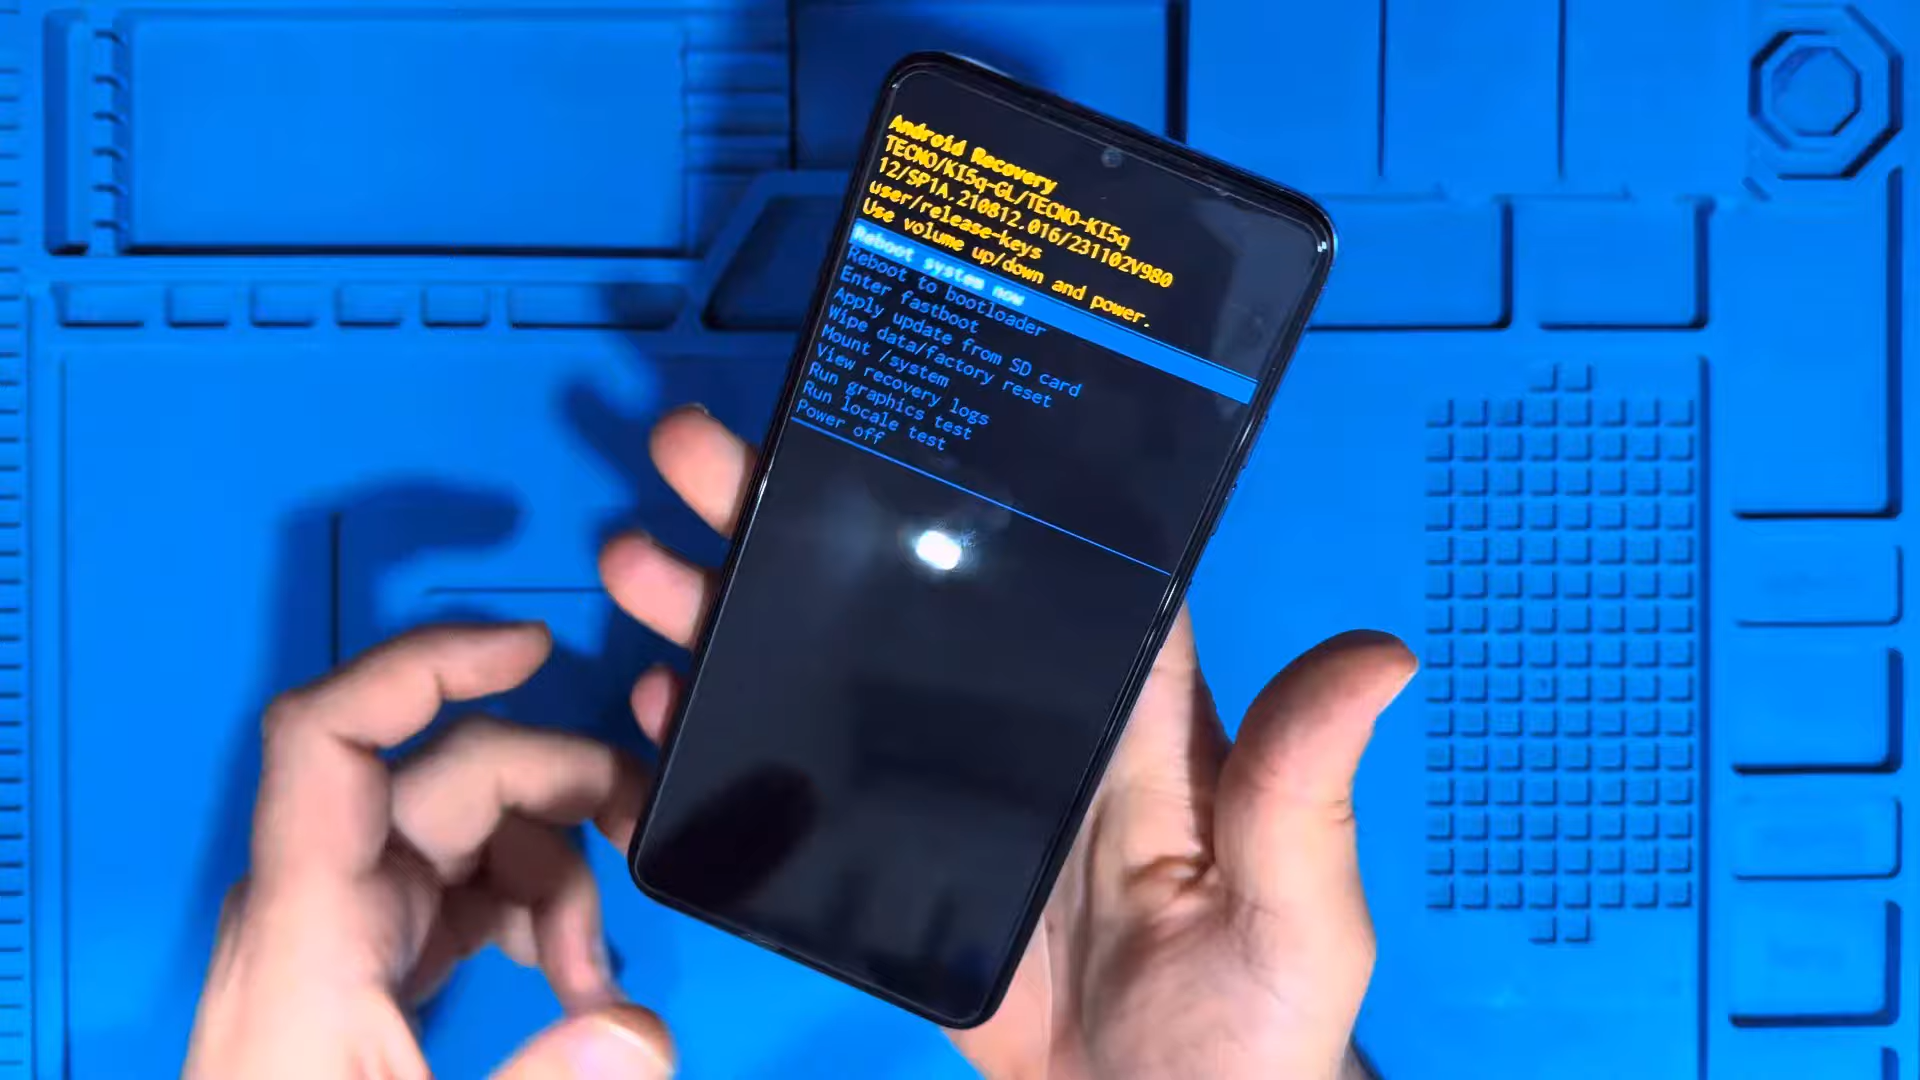 Android Recovery
TECNO/KI5q-GL/TECNO-KI5q
12/SP1A.210812.016/231102V980
user/release-keys
Use volume up/down and power.
Reboot system now
Reboot to bootloader
Enter fastboot
Apply update from SD card
Wipe data/factory reset
Mount /system
View recovery logs
Run graphics test
Run locale test
Power off